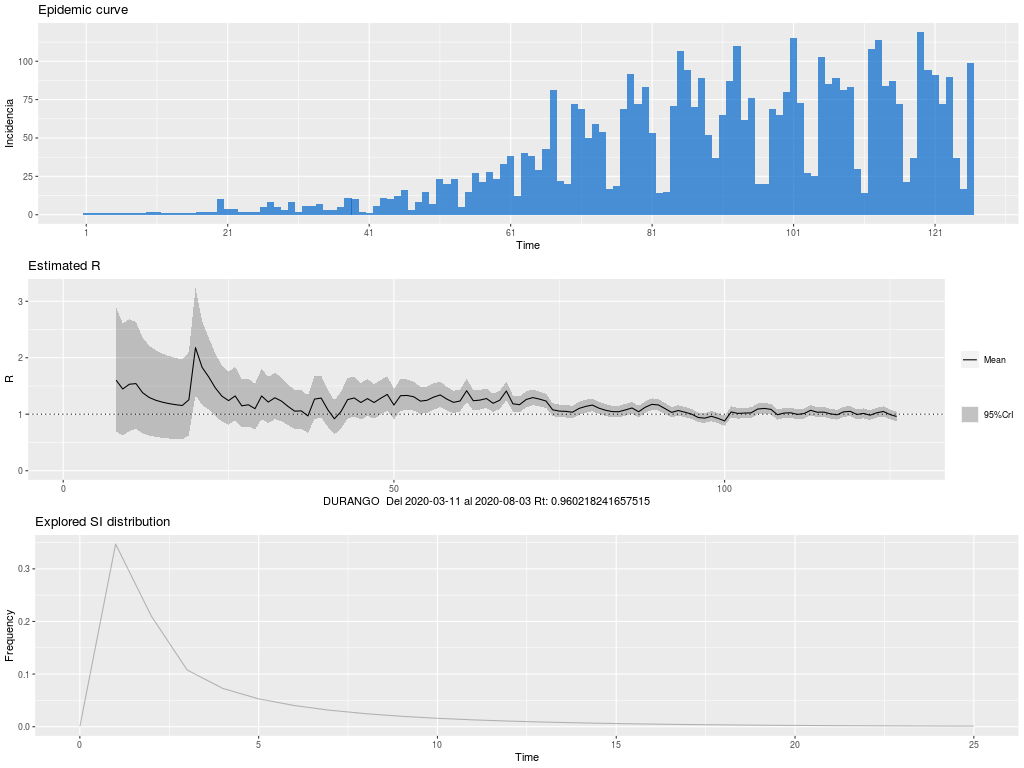 Epidemic curve
100
75
50
25
0
Incidencia
1 21 41 61 81 101 121
Time
Estimated R
3
2
1
0
R
Mean
95%CrI
0 50 100
DURANGO Del 2020-03-11 al 2020-08-03 Rt: 0.960218241657515
Explored SI distribution
0.3
0.2
0.1
0.0
Frequency
0 5 10 15 20 25
Time